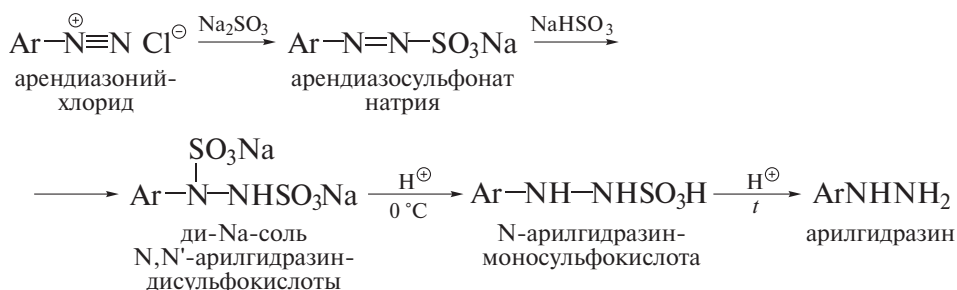 Ar—N⊕≡N Cl⊖ Na₂SO₃ Ar—N=N—SO₃Na NaHSO₃
арендиазоний-
хлорид
арендиазосульфонат
натрия
SO₃Na
Ar—N—NHSO₃Na H⊕ 0 °C Ar—NH—NHSO₃H H⊕ t ArNHNH₂
ди-Na-соль
N,N'-арилгидразин-
дисульфокислоты
N-арилгидразин-
моносульфокислота
арилгидразин